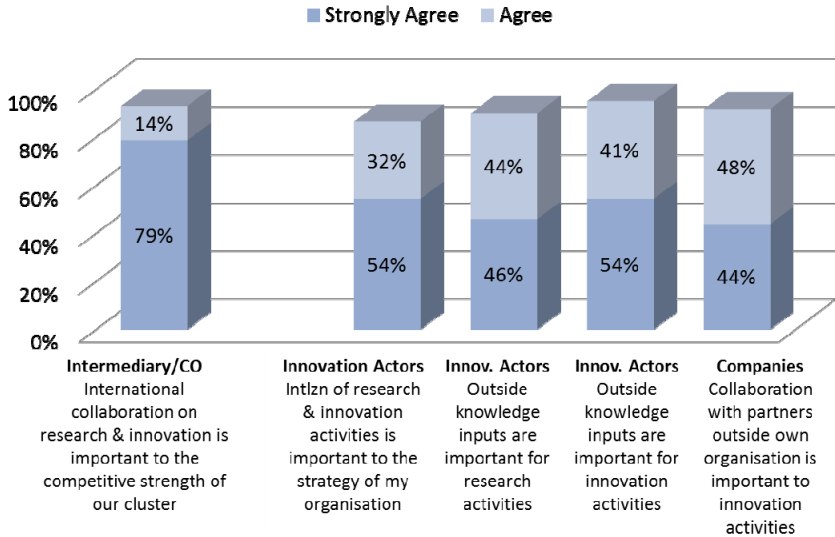 Strongly Agree Agree
100%
80%
60%
40%
20%
0%
14%
79%
32%
54%
44%
46%
41%
54%
48%
44%
Intermediary/CO
International
collaboration on
research & innovation is
important to the
competitive strength of
our cluster
Innovation Actors
Intlzn of research
& innovation
activities is
important to the
strategy of my
organisation
Innov. Actors
Outside
knowledge
inputs are
important for
research
activities
Innov. Actors
Outside
knowledge
inputs are
important for
innovation
activities
Companies
Collaboration
with partners
outside own
organisation is
important to
innovation
activities